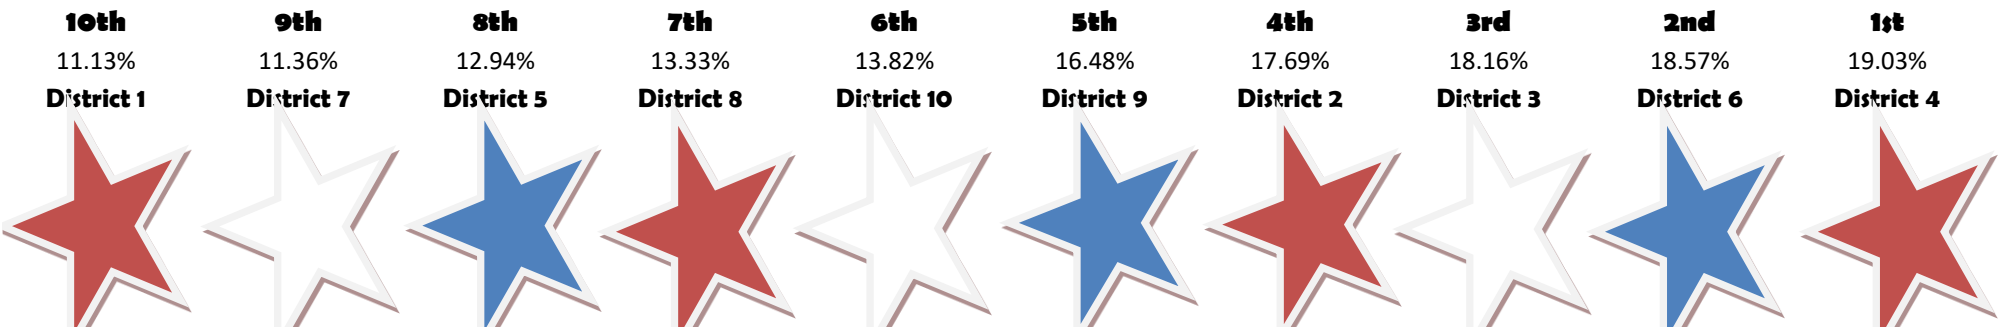 10th 9th 8th 7th 6th 5th 4th 3rd 2nd 1st
11.13% 11.36% 12.94% 13.33% 13.82% 16.48% 17.69% 18.16% 18.57% 19.03%
District 1 District 7 District 5 District 8 District 10 District 9 District 2 District 3 District 6 District 4